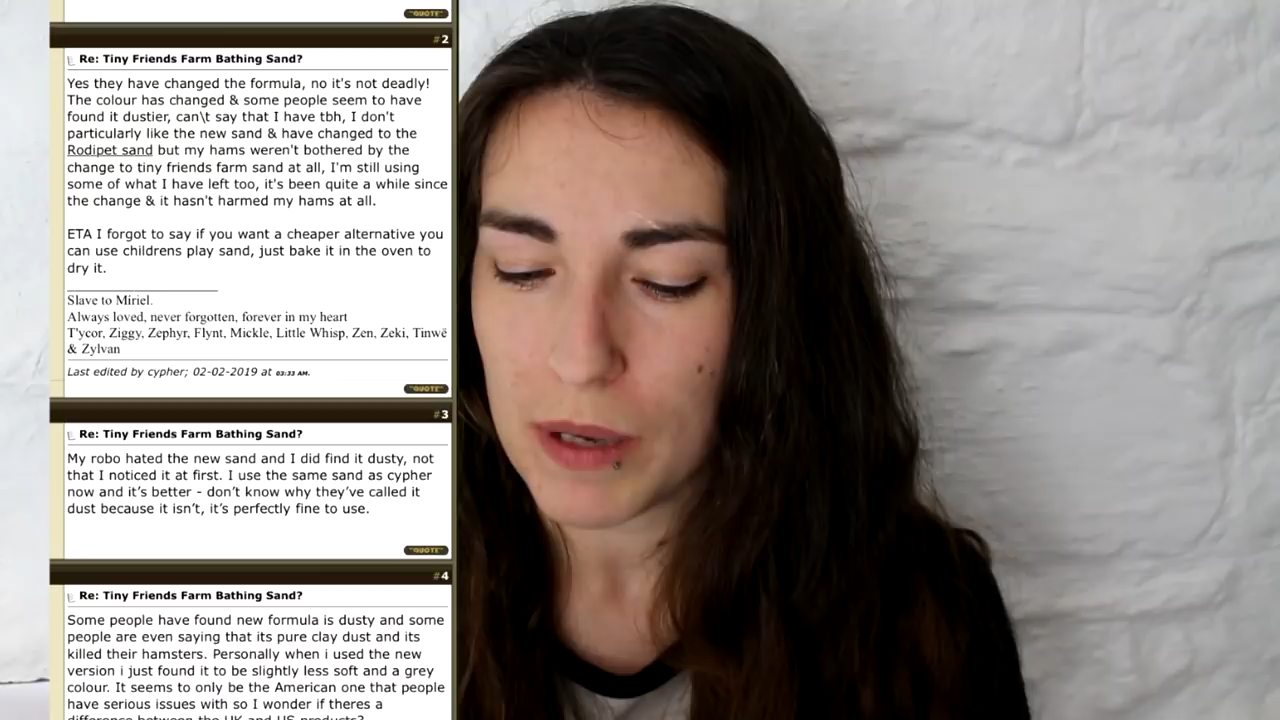 "QUOTE"
#2
Re: Tiny Friends Farm Bathing Sand?
Yes they have changed the formula, no it's not deadly!
The colour has changed & some people seem to have
found it dustier, can\t say that I have tbh, I don't
particularly like the new sand & have changed to the
Rodipet sand but my hams weren't bothered by the
change to tiny friends farm sand at all, I'm still using
some of what I have left too, it's been quite a while since
the change & it hasn't harmed my hams at all.
ETA I forgot to say if you want a cheaper alternative you
can use childrens play sand, just bake it in the oven to
dry it.
Slave to Miriel.
Always loved, never forgotten, forever in my heart
T'ycor, Ziggy, Zephyr, Flynt, Mickle, Little Whisp, Zen, Zeki, Tinwë
& Zylvan
Last edited by cypher; 02-02-2019 at 03:33 AM.
"QUOTE"
#3
Re: Tiny Friends Farm Bathing Sand?
My robo hated the new sand and I did find it dusty, not
that I noticed it at first. I use the same sand as cypher
now and it’s better - don’t know why they’ve called it
dust because it isn’t, it’s perfectly fine to use.
"QUOTE"
#4
Re: Tiny Friends Farm Bathing Sand?
Some people have found new formula is dusty and some
people are even saying that its pure clay dust and its
killed their hamsters. Personally when i used the new
version i just found it to be slightly less soft and a grey
colour. It seems to only be the American one that people
have serious issues with so I wonder if theres a
difference between the UK and US products?